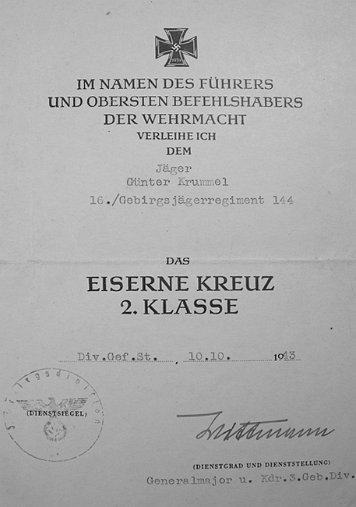 IM NAMEN DES FÜHRERS
UND OBERSTEN BEFEHLSHABERS
DER WEHRMACHT
VERLEIHE ICH
DEM
Jäger
Günter Krummel
16./Gebirgsjägerregiment 144
DAS
EISERNE KREUZ
2. KLASSE
Div.Gef.St. , 10.10. 1943
(DIENSTSIEGEL)
Wittmann
(DIENSTGRAD UND DIENSTSTELLUNG)
Generalmajor u. Kdr.3.Geb.Div.